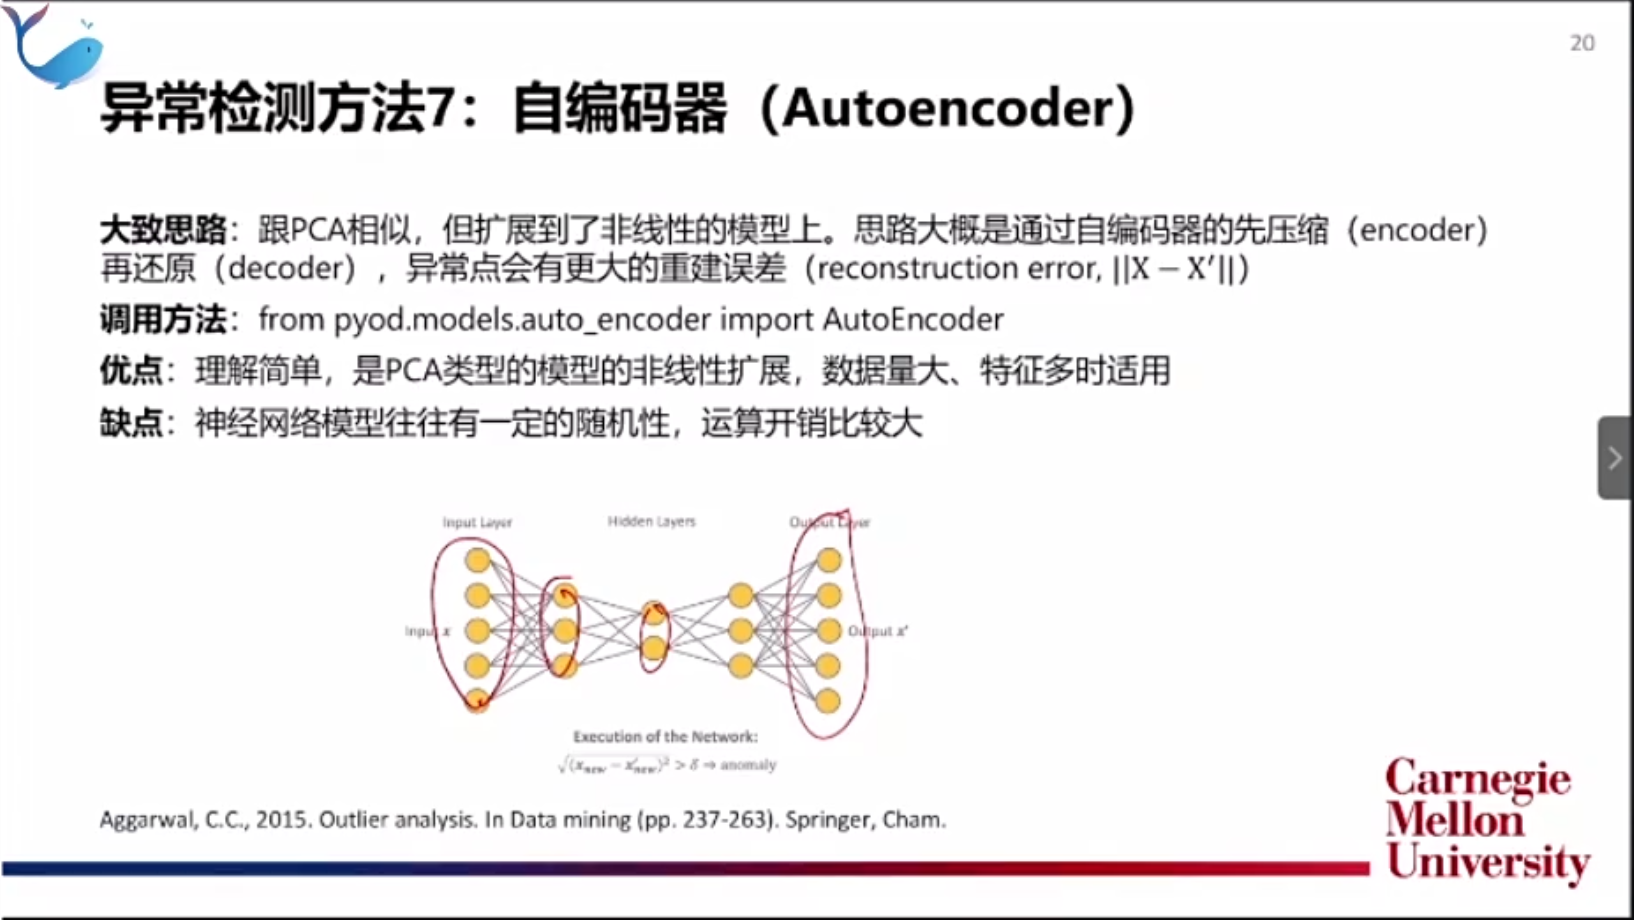 20
异常检测方法7：自编码器（Autoencoder）
大致思路：跟PCA相似，但扩展到了非线性的模型上。思路大概是通过自编码器的先压缩（encoder）
再还原（decoder），异常点会有更大的重建误差（reconstruction error, ||X − X′||）
调用方法：from pyod.models.auto_encoder import AutoEncoder
优点：理解简单，是PCA类型的模型的非线性扩展，数据量大、特征多时适用
缺点：神经网络模型往往有一定的随机性，运算开销比较大
Input Layer Hidden Layers Output Layer
Input x Output x'
Execution of the Network:
√(x_new − x'_new)² > δ → anomaly
Aggarwal, C.C., 2015. Outlier analysis. In Data mining (pp. 237-263). Springer, Cham.
Carnegie
Mellon
University